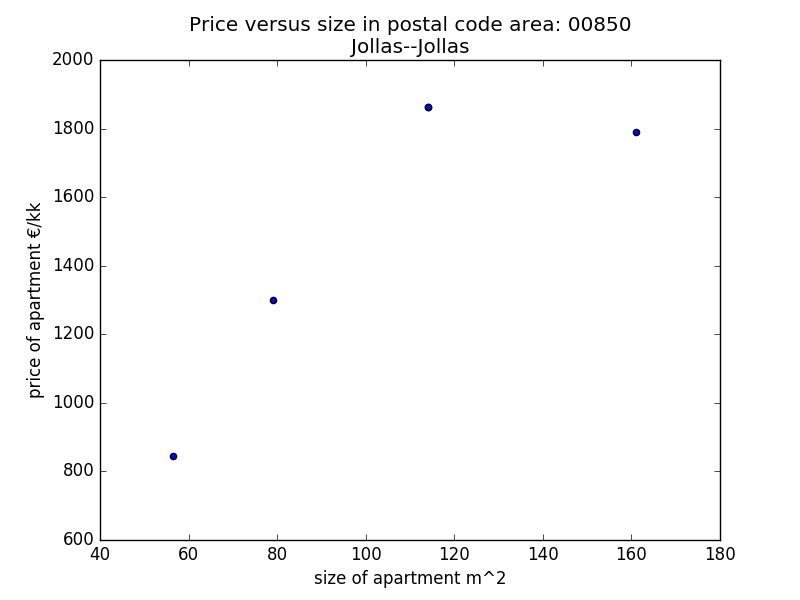 Price versus size in postal code area: 00850
Jollas--Jollas
2000
1800
1600
1400
1200
1000
800
600
price of apartment €/kk
40 60 80 100 120 140 160 180
size of apartment m^2